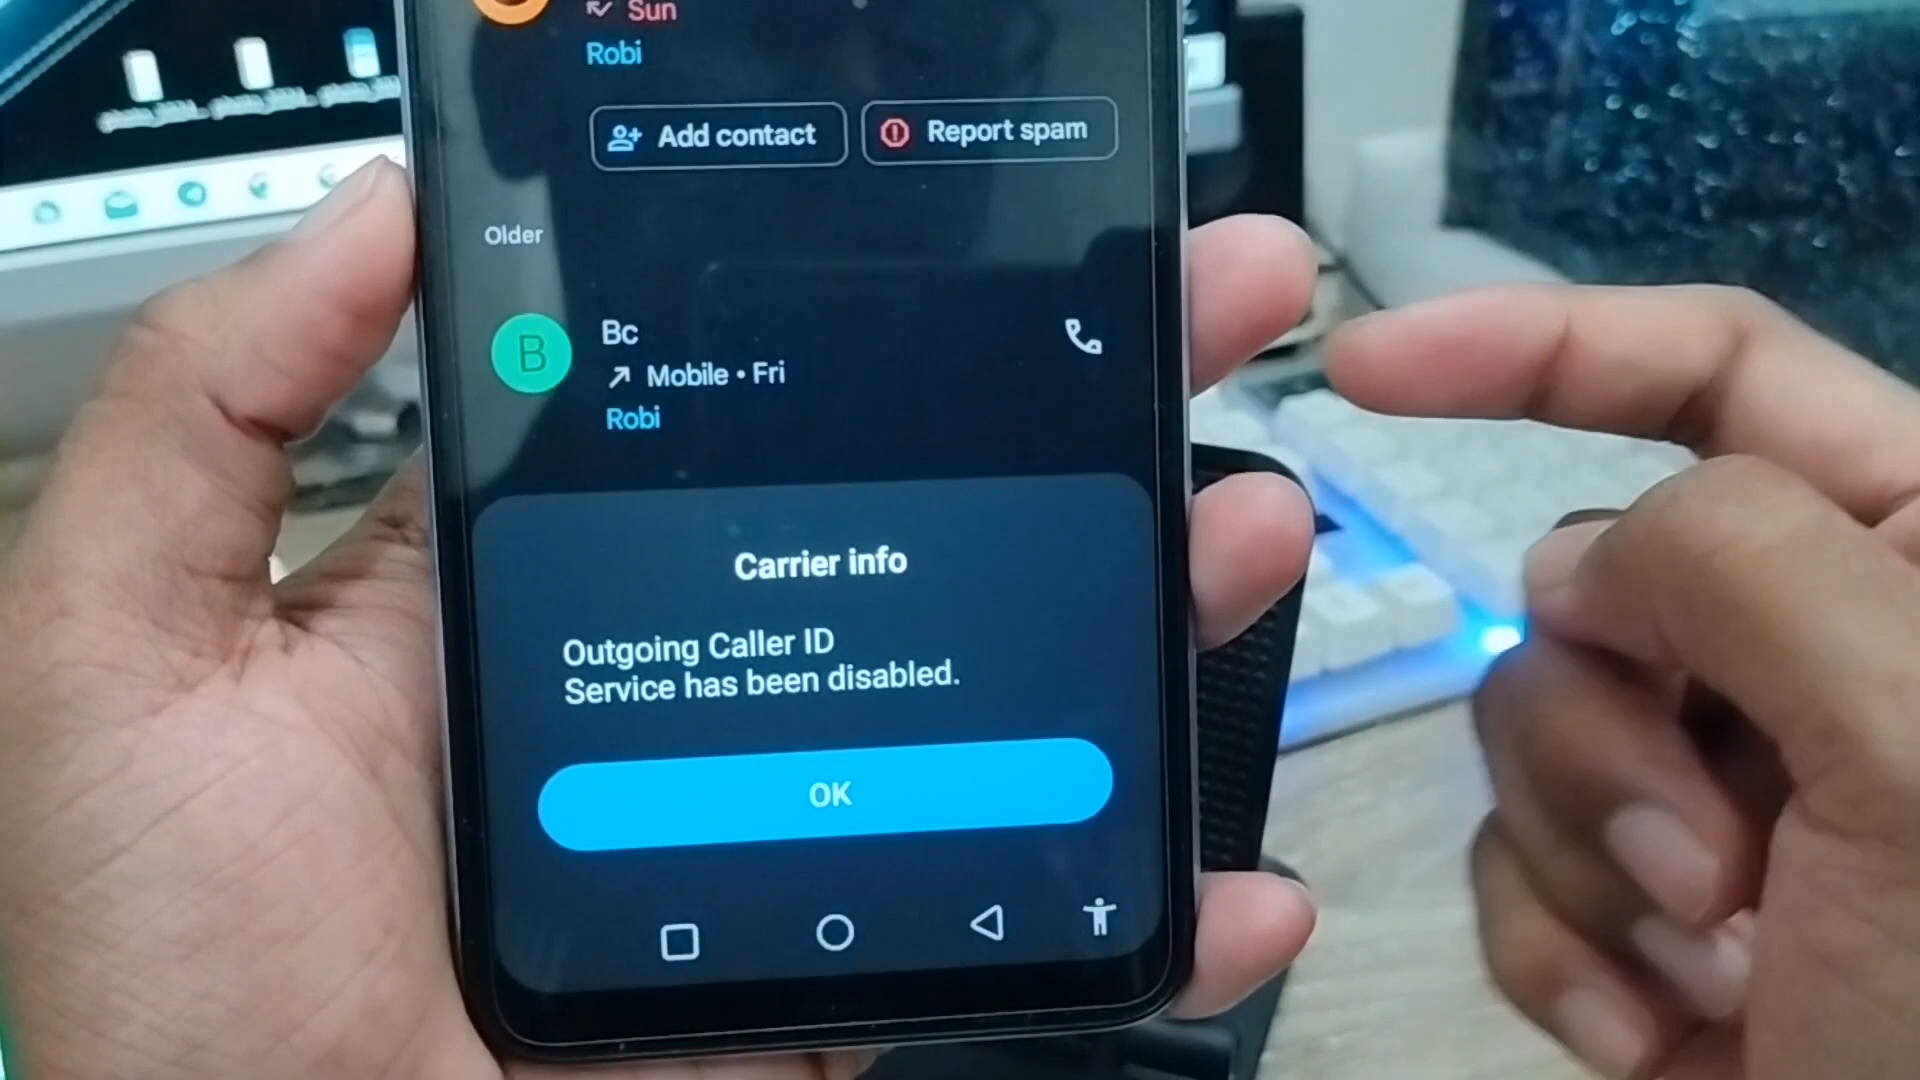 Sun
Robi
Add contact
Report spam
Older
B
Bc
Mobile • Fri
Robi
Carrier info
Outgoing Caller ID
Service has been disabled.
OK